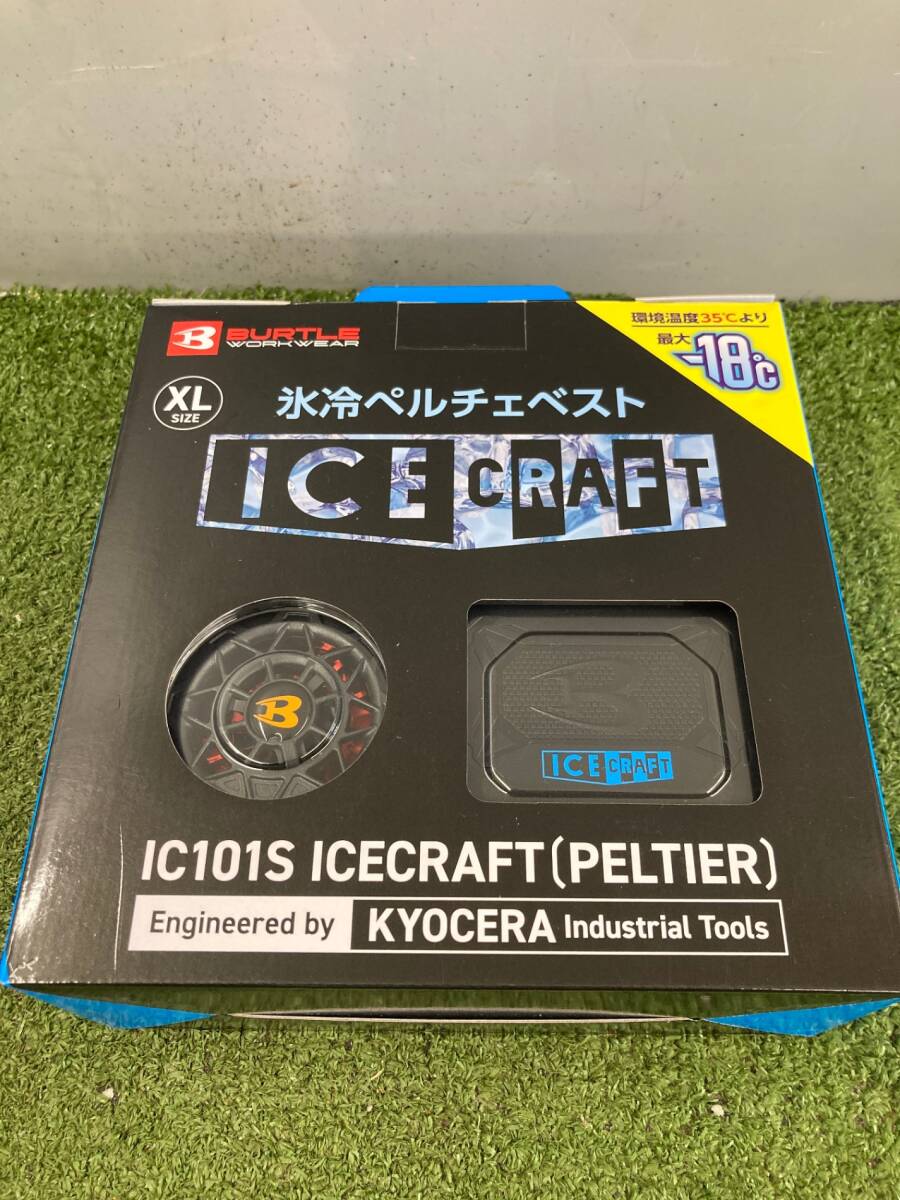 BURTLE
WORKWEAR
環境温度35℃より
最大
-18℃
XL
SIZE
氷冷ペルチェベスト
ICE CRAFT
B
ICE CRAFT
IC101S ICECRAFT(PELTIER)
Engineered by KYOCERA Industrial Tools